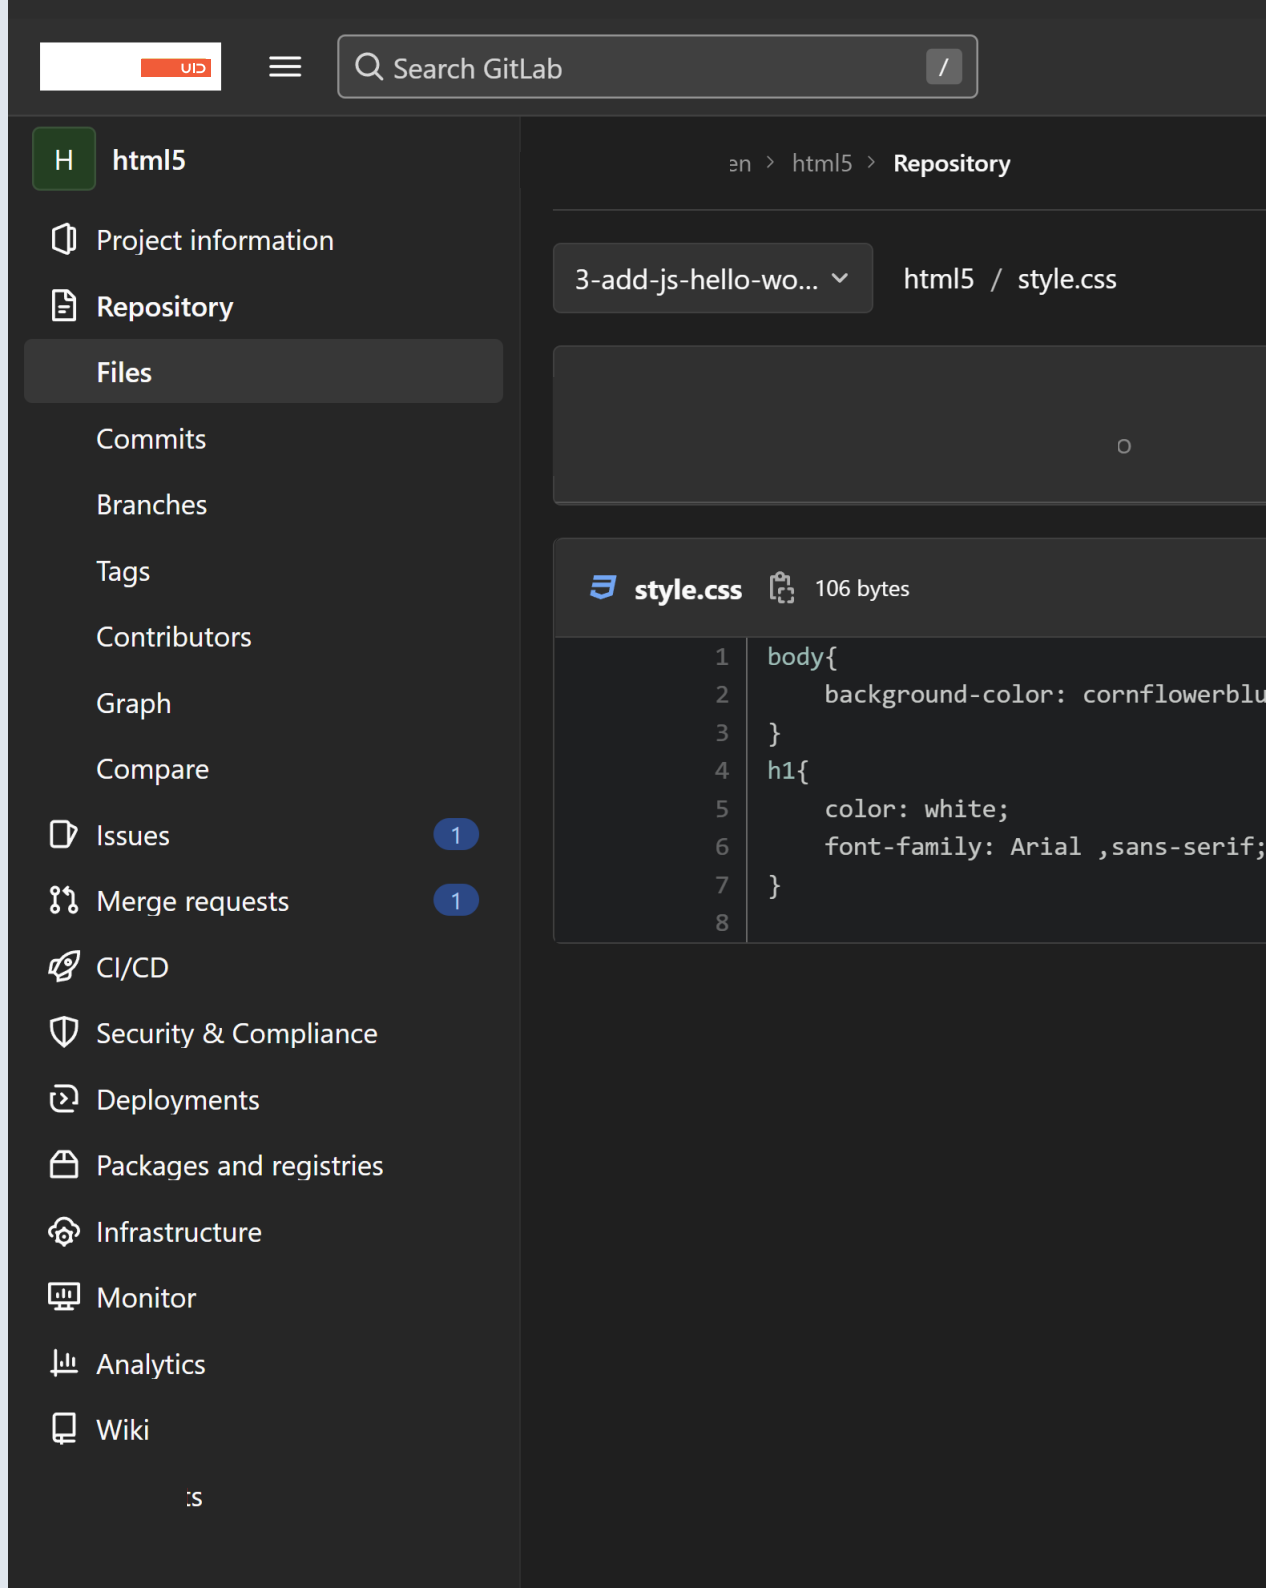 UID
Search GitLab /
H html5
en > html5 > Repository
Project information
3-add-js-hello-wo... html5 / style.css
Repository
Files
Commits
Branches
Tags
Contributors
Graph
Compare
Issues 1
Merge requests 1
CI/CD
Security & Compliance
Deployments
Packages and registries
Infrastructure
Monitor
Analytics
Wiki
style.css 106 bytes
1 body{
2 background-color: cornflowerblu
3 }
4 h1{
5 color: white;
6 font-family: Arial ,sans-serif;
7 }
8